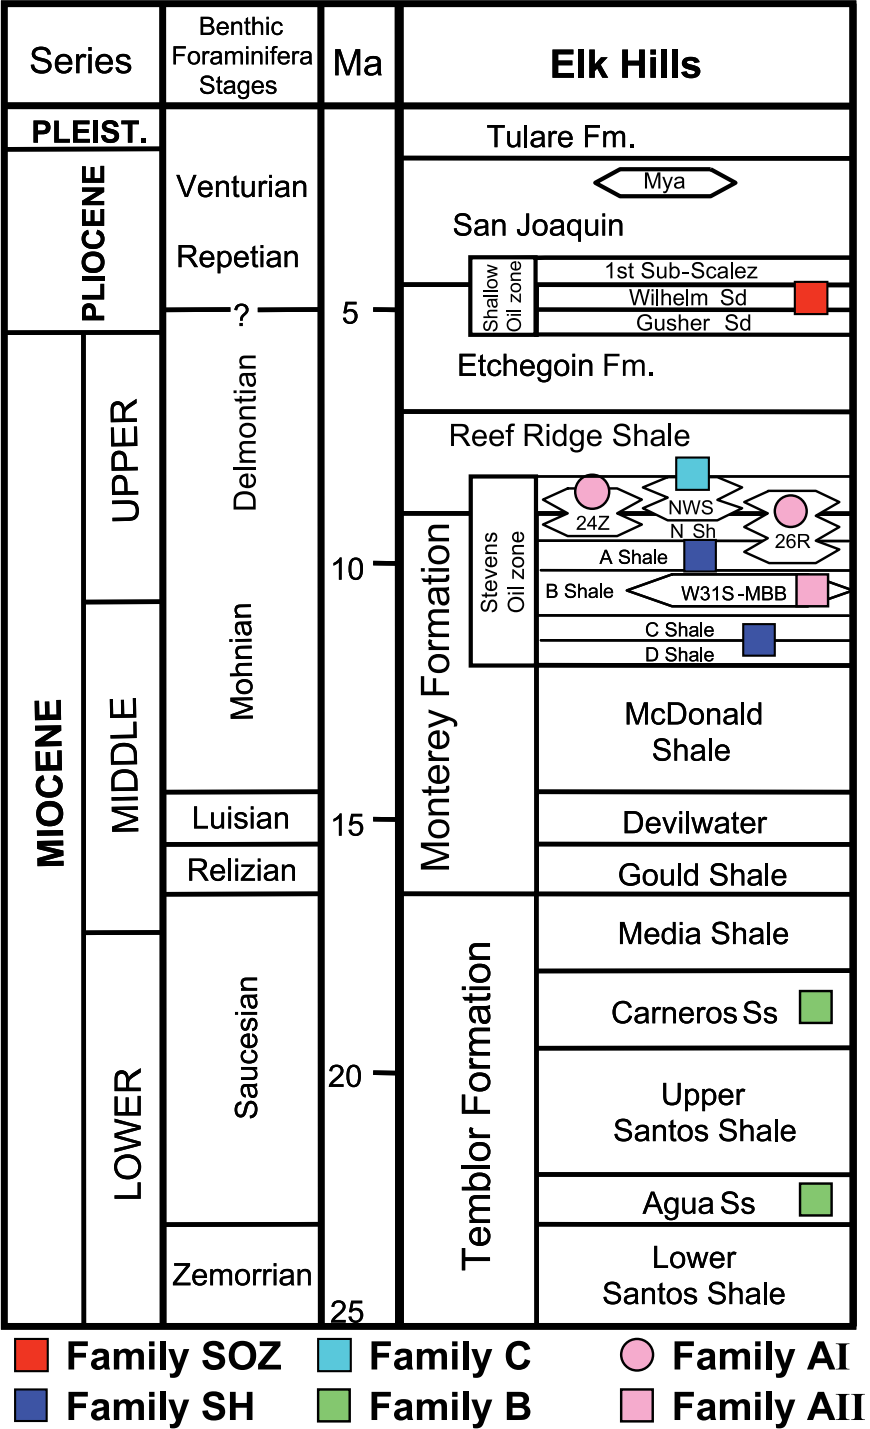 Series
Benthic
Foraminifera
Stages
Ma
Elk Hills
PLEIST.
PLIOCENE
MIOCENE
UPPER
MIDDLE
LOWER
Venturian
Repetian
?
Delmontian
Mohnian
Luisian
Relizian
Saucesian
Zemorrian
5
10
15
20
25
Tulare Fm.
Mya
San Joaquin
Shallow
Oil zone
1st Sub-Scalez
Wilhelm Sd
Gusher Sd
Etchegoin Fm.
Reef Ridge Shale
Monterey Formation
Stevens
Oil zone
24Z
NWS
N Sh
26R
A Shale
B Shale
W31S-MBB
C Shale
D Shale
McDonald
Shale
Devilwater
Gould Shale
Temblor Formation
Media Shale
Carneros Ss
Upper
Santos Shale
Agua Ss
Lower
Santos Shale
Family SOZ
Family C
Family AI
Family SH
Family B
Family AII